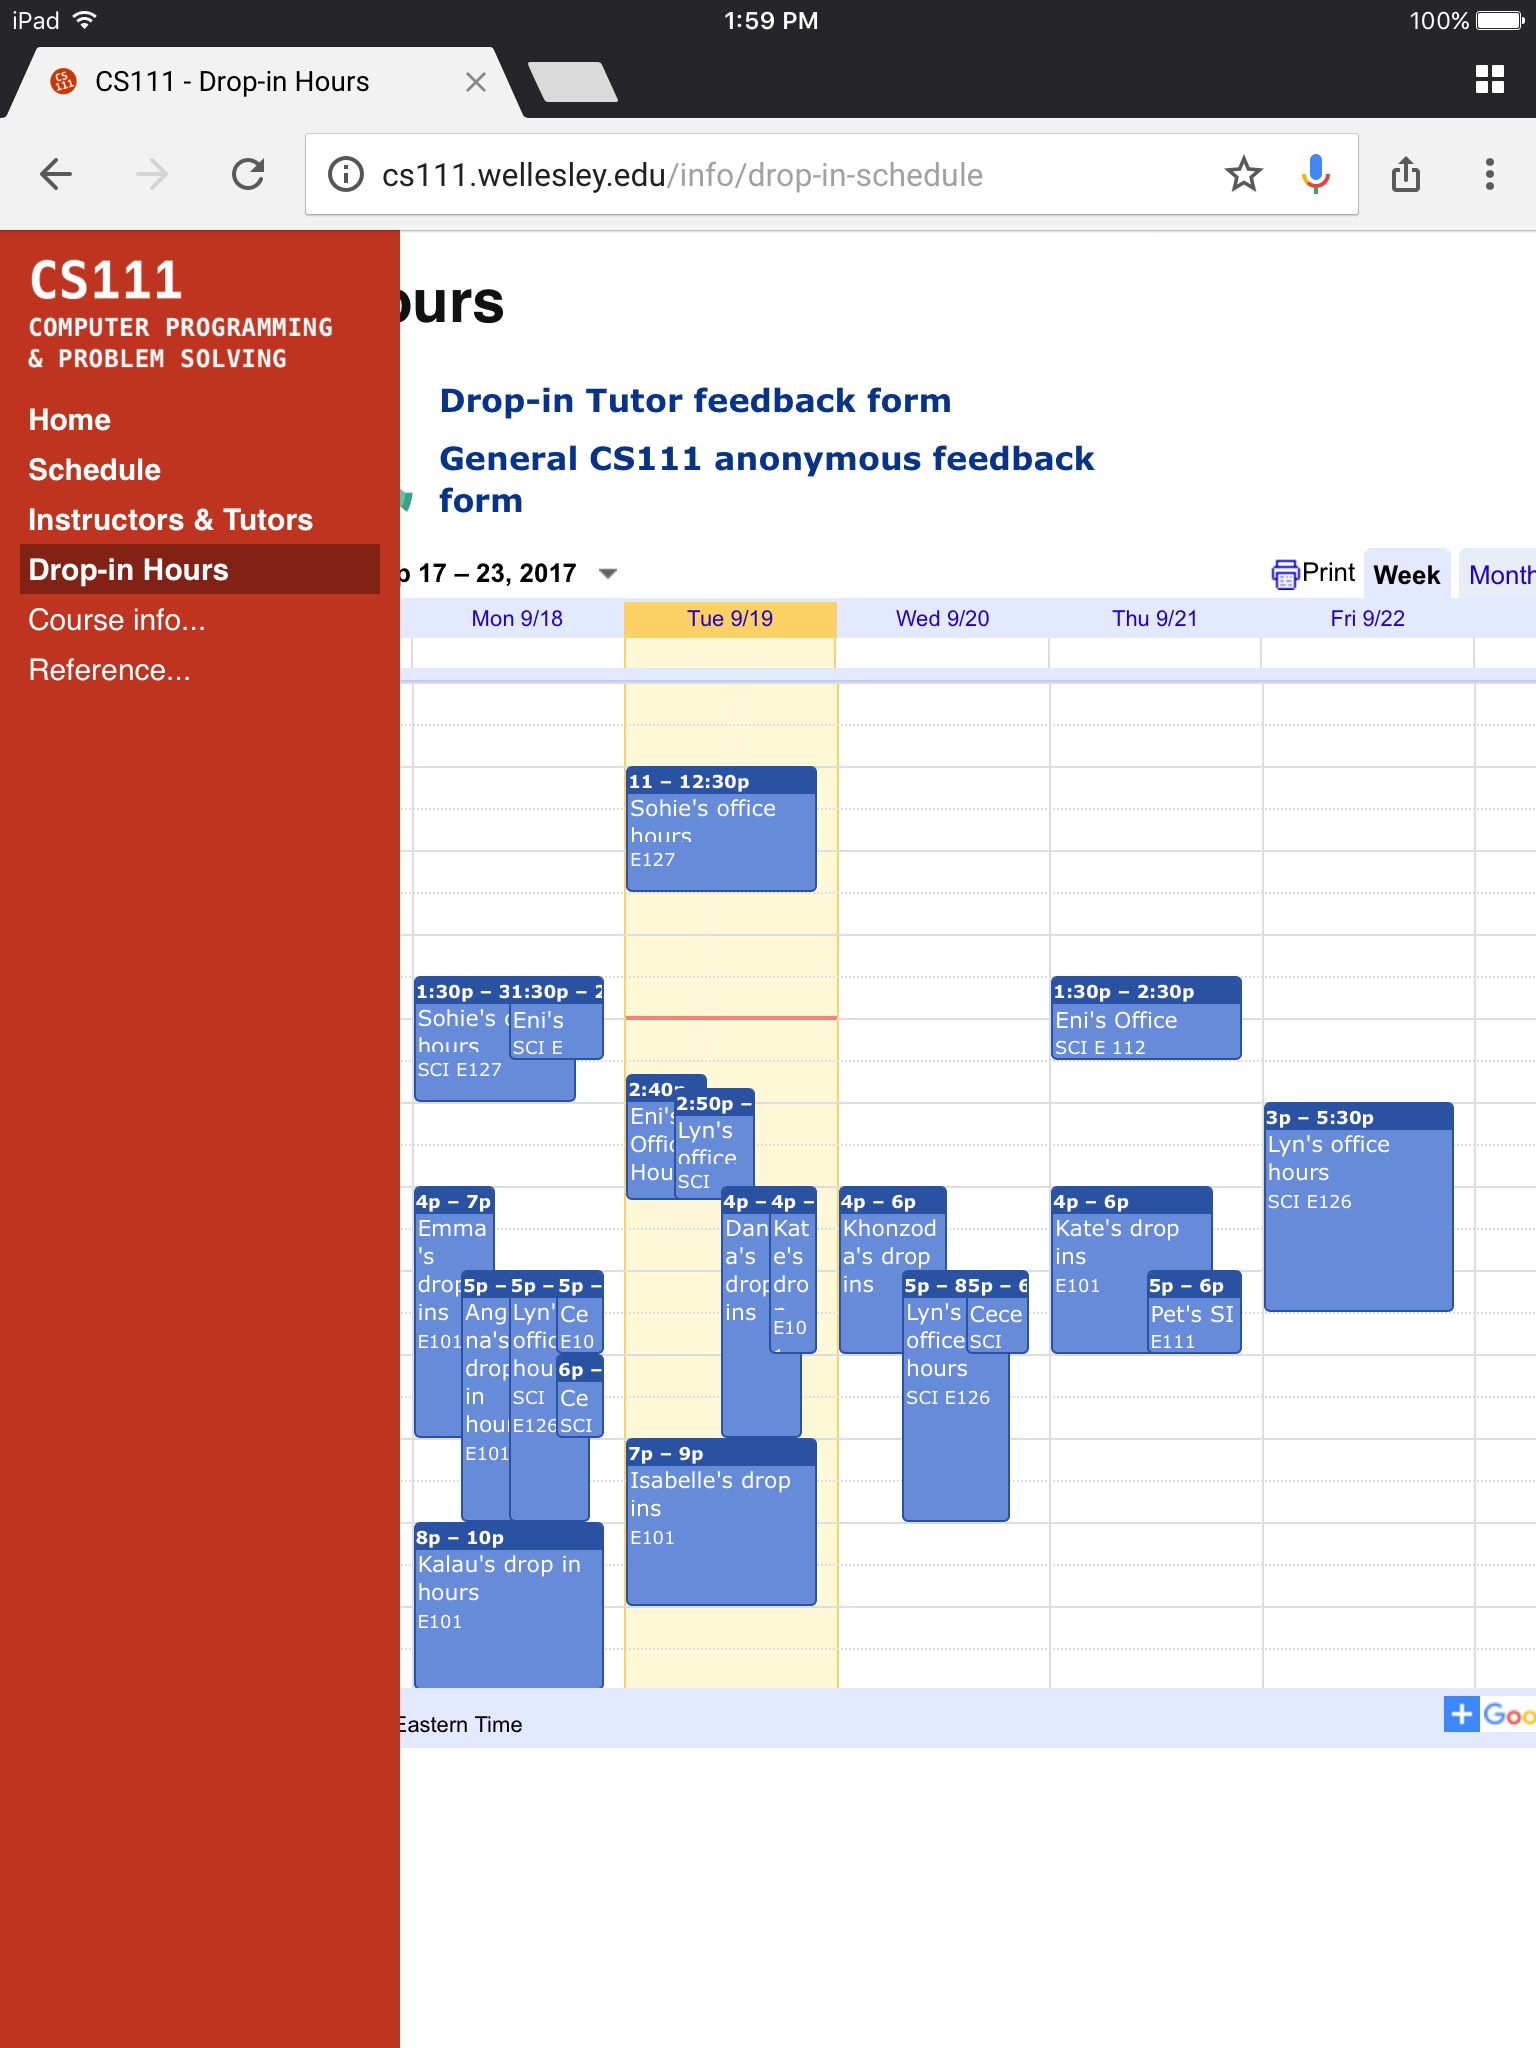 iPad
1:59 PM
100%
CS111 - Drop-in Hours
cs111.wellesley.edu/info/drop-in-schedule
CS111
COMPUTER PROGRAMMING
& PROBLEM SOLVING
Home
Schedule
Instructors & Tutors
Drop-in Hours
Course info...
Reference...
ours
Drop-in Tutor feedback form
General CS111 anonymous feedback
form
p 17 – 23, 2017
Print
Week
Month
Mon 9/18
Tue 9/19
Wed 9/20
Thu 9/21
Fri 9/22
1:30p – 3
Sohie's o
hours
SCI E127
1:30p – 2
Eni's
SCI E
4p – 7p
Emma
's
drop
ins
E101
5p –
Ang
na's
drop
in
hour
E101
5p –
Lyn'
offic
hou
SCI
E126
5p –
Ce
E10
6p –
Ce
SCI
8p – 10p
Kalau's drop in
hours
E101
11 – 12:30p
Sohie's office
hours
E127
2:40p
Eni's
Offic
Hou
2:50p –
Lyn's
office
SCI
4p –
Dan
a's
drop
ins
4p –
Kat
e's
dro
E10
7p – 9p
Isabelle's drop
ins
E101
4p – 6p
Khonzod
a's drop
ins
5p – 8
Lyn's
office
hours
SCI E126
5p – 6
Cece
SCI
1:30p – 2:30p
Eni's Office
SCI E 112
4p – 6p
Kate's drop
ins
E101
5p – 6p
Pet's SI
E111
3p – 5:30p
Lyn's office
hours
SCI E126
Eastern Time
Goo